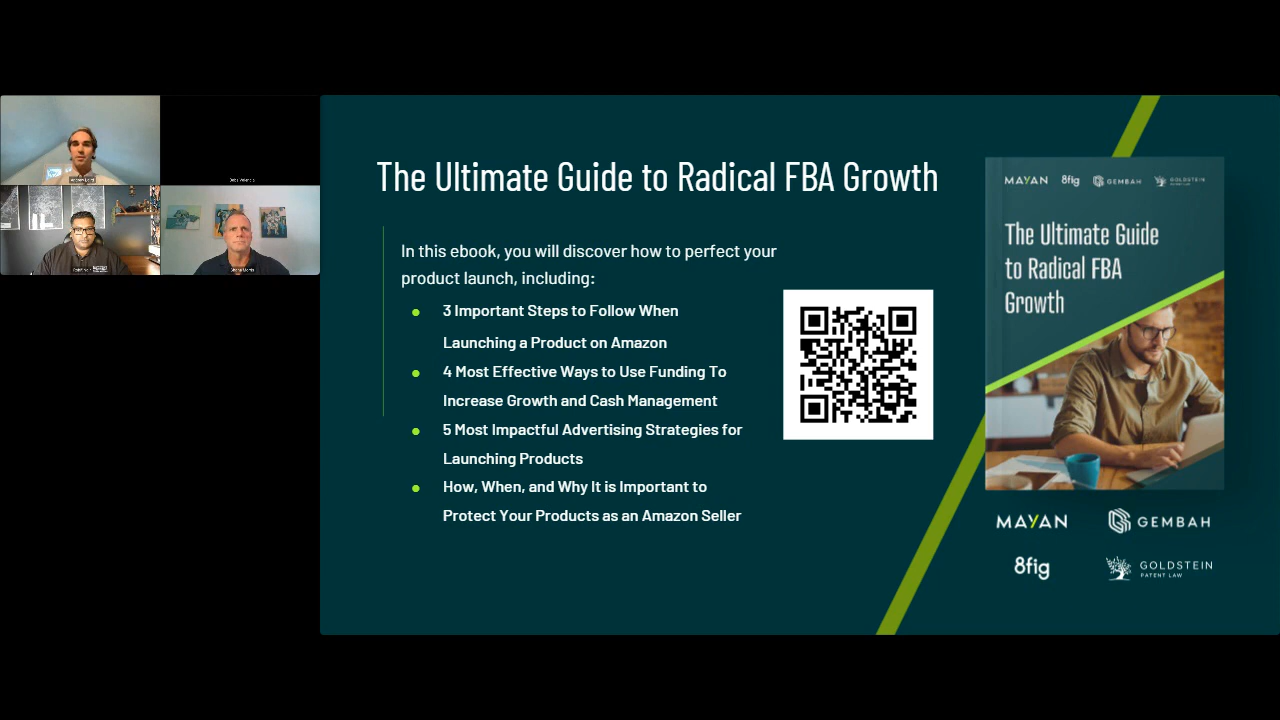 The Ultimate Guide to Radical FBA Growth
In this ebook, you will discover how to perfect your
product launch, including:
3 Important Steps to Follow When
Launching a Product on Amazon
4 Most Effective Ways to Use Funding To
Increase Growth and Cash Management
5 Most Impactful Advertising Strategies for
Launching Products
How, When, and Why It is Important to
Protect Your Products as an Amazon Seller
MAYAN 8fig GEMBAH GOLDSTEIN
PATENT LAW
The Ultimate Guide
to Radical FBA
Growth
MAYAN GEMBAH
8fig GOLDSTEIN
PATENT LAW